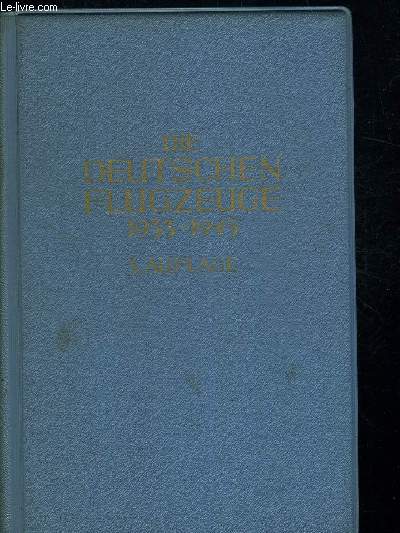 © Le-livre.com
DIE
DEUTSCHEN
FLUGZEUGE
1933-1945
AUFLAGE